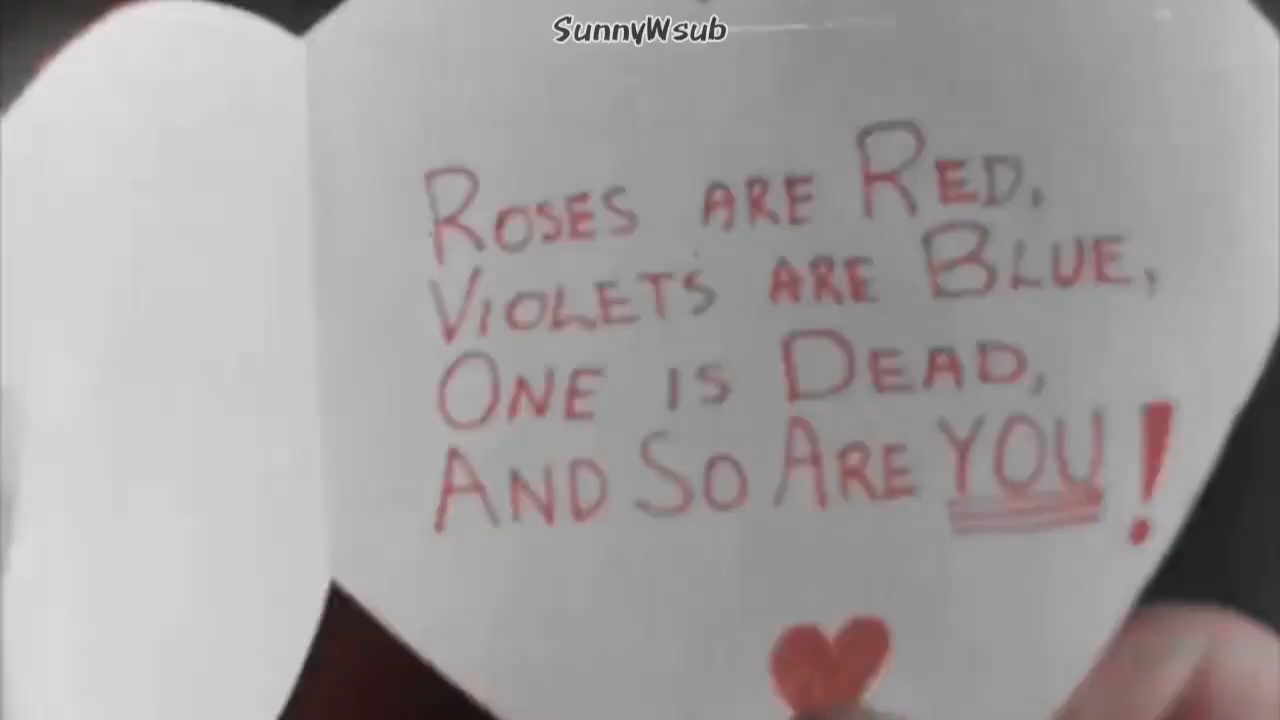 SunnyWsub
ROSES ARE RED,
VIOLETS ARE BLUE,
ONE IS DEAD,
AND SO ARE YOU!